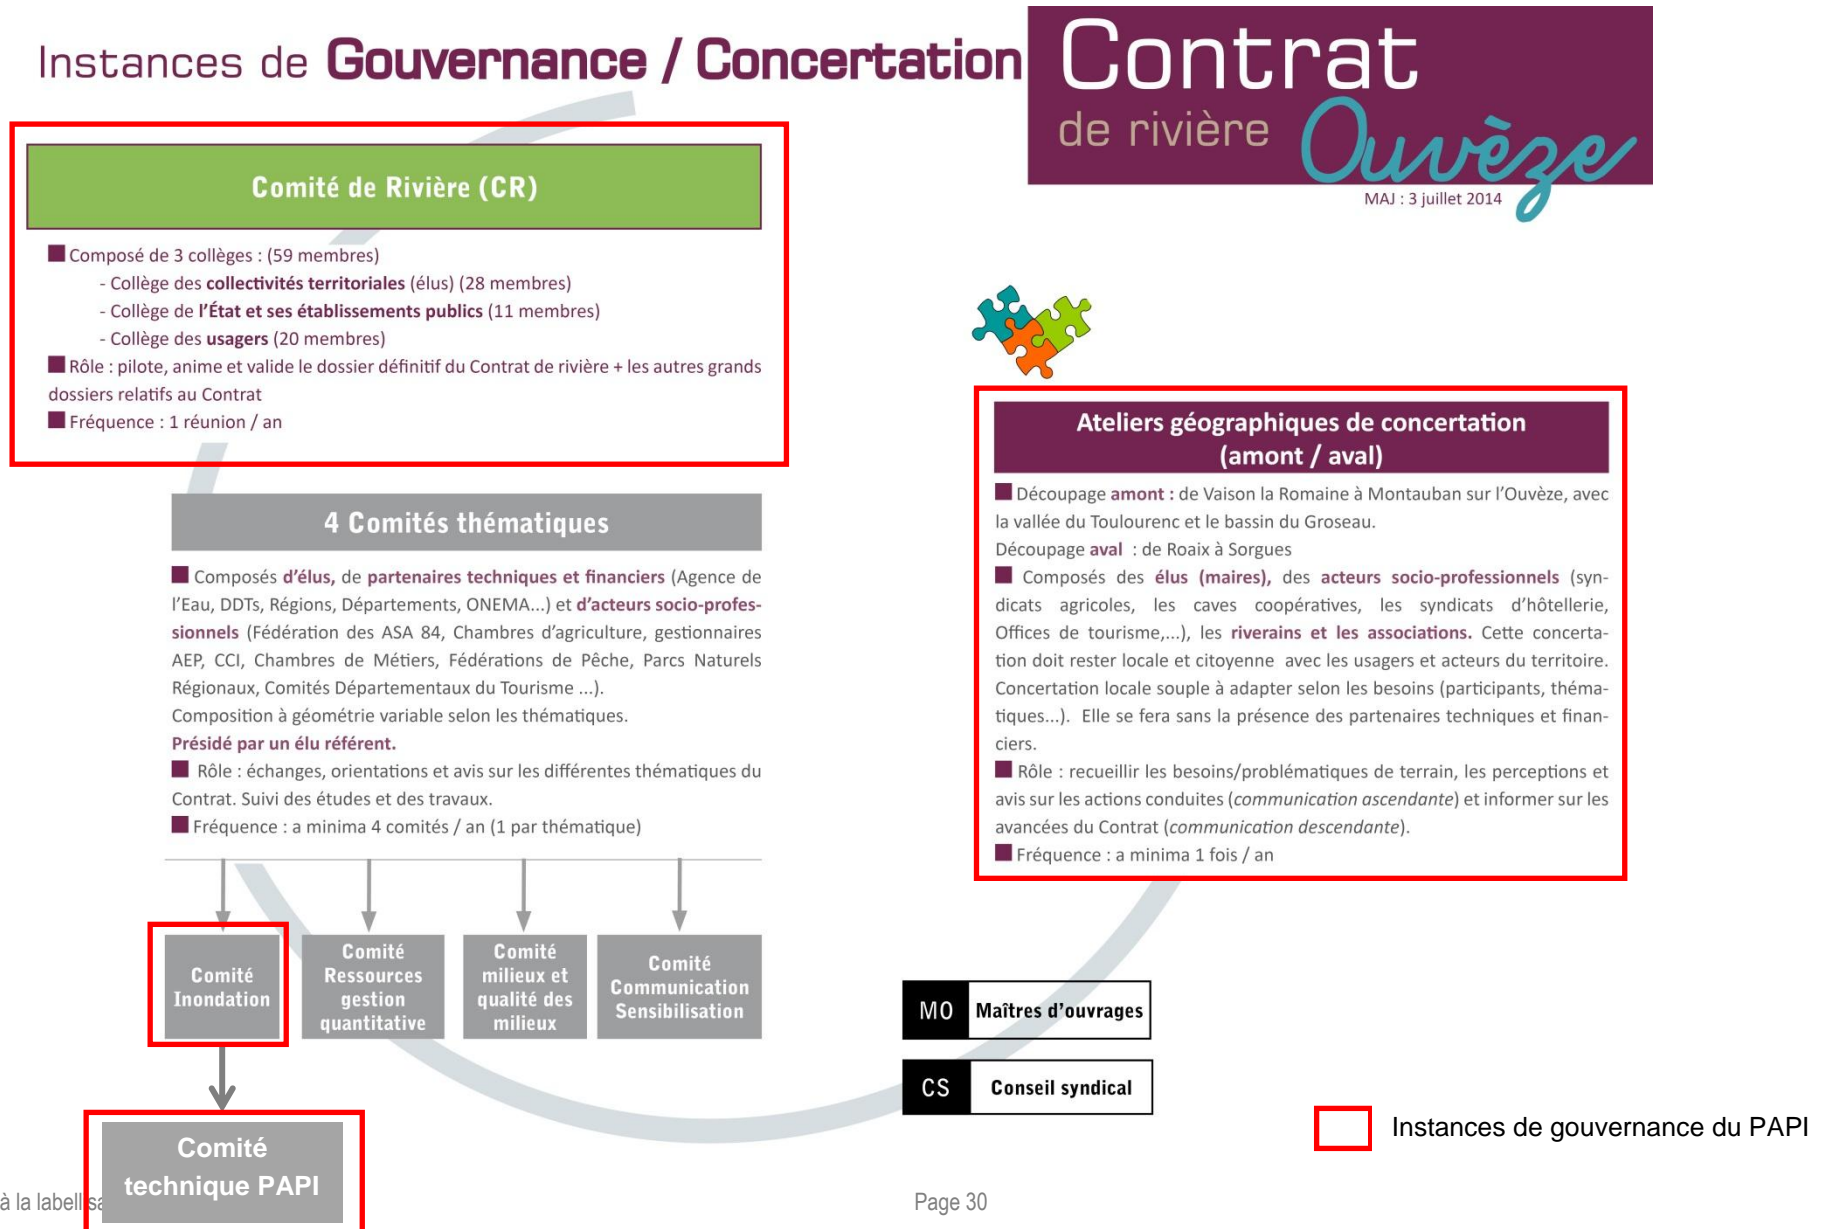 Instances de Gouvernance / Concertation
Contrat
de rivière Ouvèze
MAJ : 3 juillet 2014
Comité de Rivière (CR)
Composé de 3 collèges : (59 membres)
- Collège des collectivités territoriales (élus) (28 membres)
- Collège de l'État et ses établissements publics (11 membres)
- Collège des usagers (20 membres)
Rôle : pilote, anime et valide le dossier définitif du Contrat de rivière + les autres grands
dossiers relatifs au Contrat
Fréquence : 1 réunion / an
4 Comités thématiques
Composés d'élus, de partenaires techniques et financiers (Agence de
l'Eau, DDTs, Régions, Départements, ONEMA...) et d'acteurs socio-profes-
sionnels (Fédération des ASA 84, Chambres d'agriculture, gestionnaires
AEP, CCI, Chambres de Métiers, Fédérations de Pêche, Parcs Naturels
Régionaux, Comités Départementaux du Tourisme ...).
Composition à géométrie variable selon les thématiques.
Présidé par un élu référent.
Rôle : échanges, orientations et avis sur les différentes thématiques du
Contrat. Suivi des études et des travaux.
Fréquence : a minima 4 comités / an (1 par thématique)
Comité
Inondation
Comité
Ressources
gestion
quantitative
Comité
milieux et
qualité des
milieux
Comité
Communication
Sensibilisation
Comité
technique PAPI
Ateliers géographiques de concertation
(amont / aval)
Découpage amont : de Vaison la Romaine à Montauban sur l'Ouvèze, avec
la vallée du Toulourenc et le bassin du Groseau.
Découpage aval : de Roaix à Sorgues
Composés des élus (maires), des acteurs socio-professionnels (syn-
dicats agricoles, les caves coopératives, les syndicats d'hôtellerie,
Offices de tourisme,...), les riverains et les associations. Cette concerta-
tion doit rester locale et citoyenne avec les usagers et acteurs du territoire.
Concertation locale souple à adapter selon les besoins (participants, théma-
tiques...). Elle se fera sans la présence des partenaires techniques et finan-
ciers.
Rôle : recueillir les besoins/problématiques de terrain, les perceptions et
avis sur les actions conduites (communication ascendante) et informer sur les
avancées du Contrat (communication descendante).
Fréquence : a minima 1 fois / an
MO Maîtres d'ouvrages
CS Conseil syndical
Instances de gouvernance du PAPI
à la
Page 30